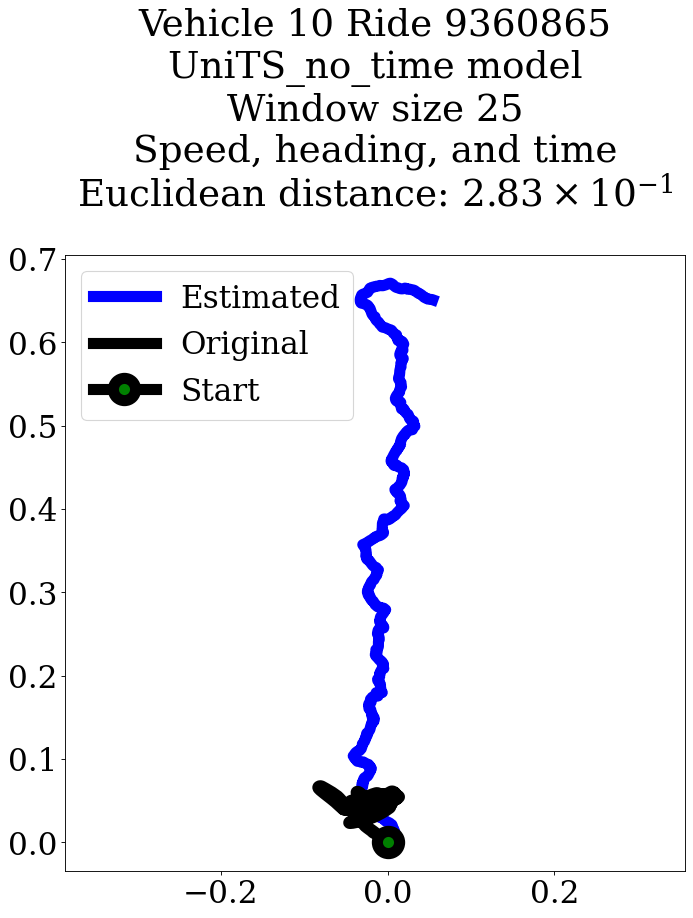 Vehicle 10 Ride 9360865
UniTS_no_time model
Window size 25
Speed, heading, and time
Euclidean distance: 2.83 × 10⁻¹
0.7
0.6
0.5
0.4
0.3
0.2
0.1
0.0
Estimated
Original
Start
−0.2
0.0
0.2